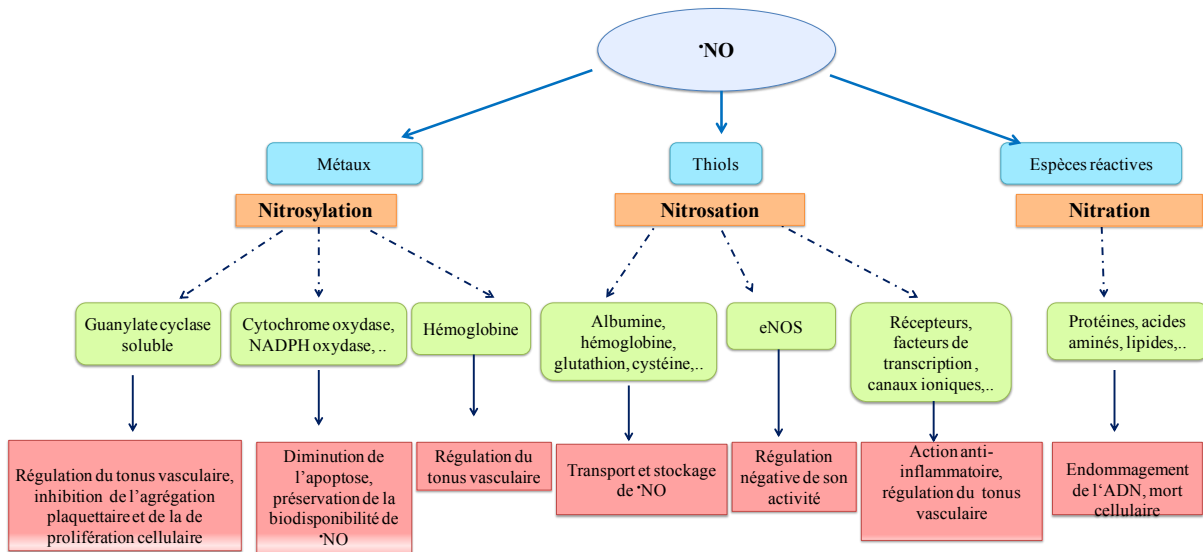 •NO
Métaux
Thiols
Espèces réactives
Nitrosylation
Nitrosation
Nitration
Guanylate cyclase
soluble
Cytochrome oxydase,
NADPH oxydase, ..
Hémoglobine
Albumine,
hémoglobine,
glutathion, cystéine,..
eNOS
Récepteurs,
facteurs de
transcription ,
canaux ioniques,..
Protéines, acides
aminés, lipides,..
Régulation du tonus vasculaire,
inhibition de l’agrégation
plaquettaire et de la de
prolifération cellulaire
Diminution de
l’apoptose,
préservation de la
biodisponibilité de
•NO
Régulation du
tonus vasculaire
Transport et stockage
de •NO
Régulation
négative de son
activité
Action anti-
inflammatoire,
régulation du tonus
vasculaire
Endommagement
de l‘ADN, mort
cellulaire